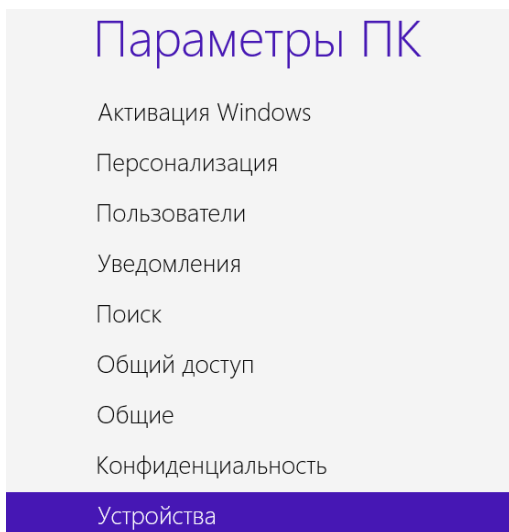 Параметры ПК
Активация Windows
Персонализация
Пользователи
Уведомления
Поиск
Общий доступ
Общие
Конфиденциальность
Устройства